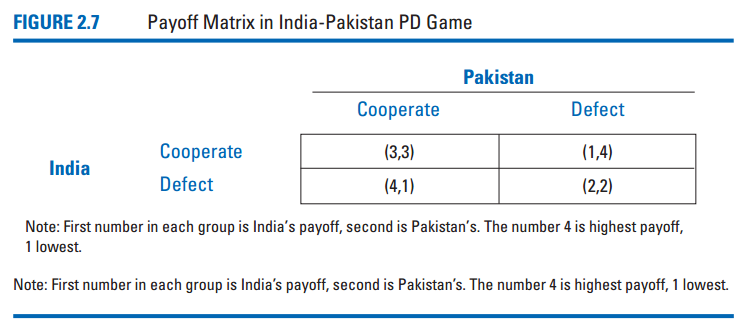 FIGURE 2.7 Payoff Matrix in India-Pakistan PD Game
Pakistan
Cooperate Defect
Cooperate (3,3) (1,4)
India
Defect (4,1) (2,2)
Note: First number in each group is India’s payoff, second is Pakistan’s. The number 4 is highest payoff,
1 lowest.
Note: First number in each group is India’s payoff, second is Pakistan’s. The number 4 is highest payoff, 1 lowest.